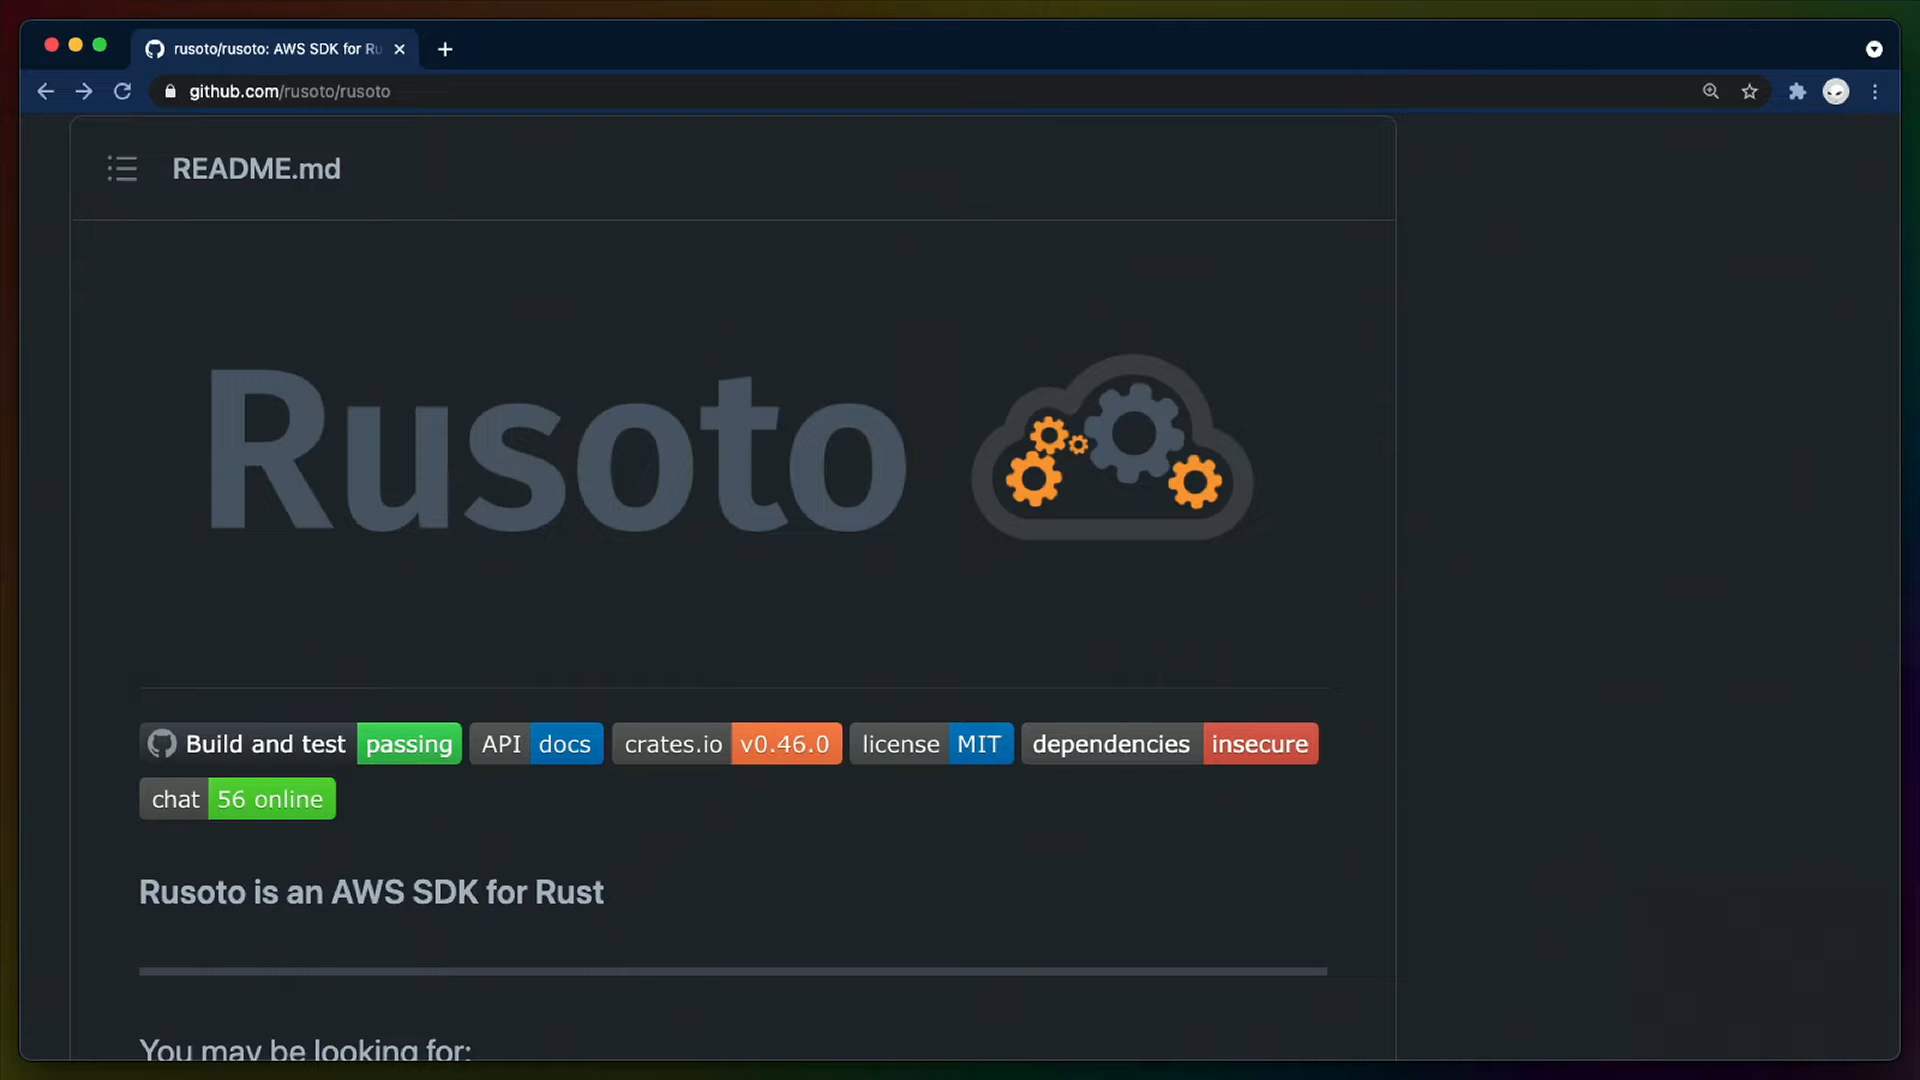 rusoto/rusoto: AWS SDK for Ru
github.com/rusoto/rusoto
README.md
Rusoto
Build and test passing API docs crates.io v0.46.0 license MIT dependencies insecure
chat 56 online
Rusoto is an AWS SDK for Rust
You may be looking for: